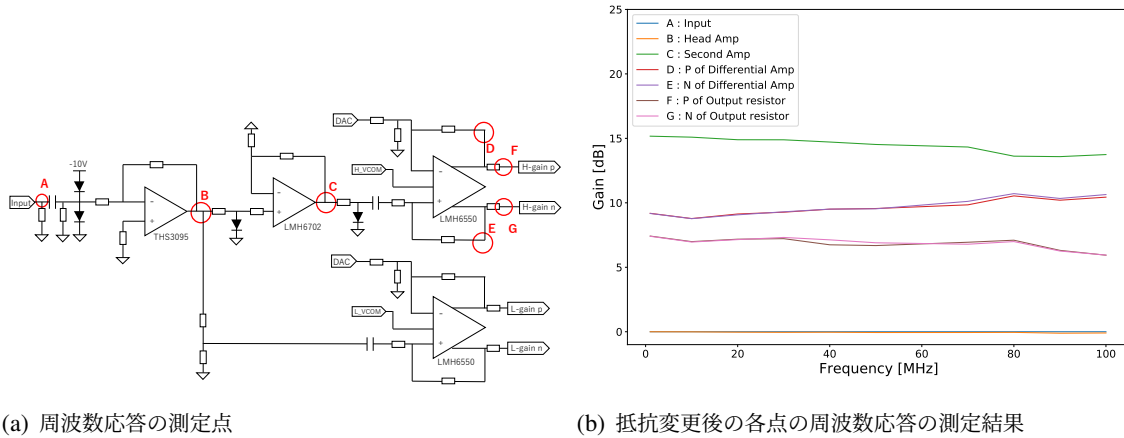 DAC
-10V
D
F
H-gain p
A
H_VCOM
Input
B
C
THS3095
LMH6702
LMH6550
H-gain n
G
E
DAC
L_VCOM
L-gain p
L-gain n
LMH6550
(a) 周波数応答の測定点
A : Input
B : Head Amp
C : Second Amp
D : P of Differential Amp
E : N of Differential Amp
F : P of Output resistor
G : N of Output resistor
25
20
15
10
5
0
Gain [dB]
0 20 40 60 80 100
Frequency [MHz]
(b) 抵抗変更後の各点の周波数応答の測定結果